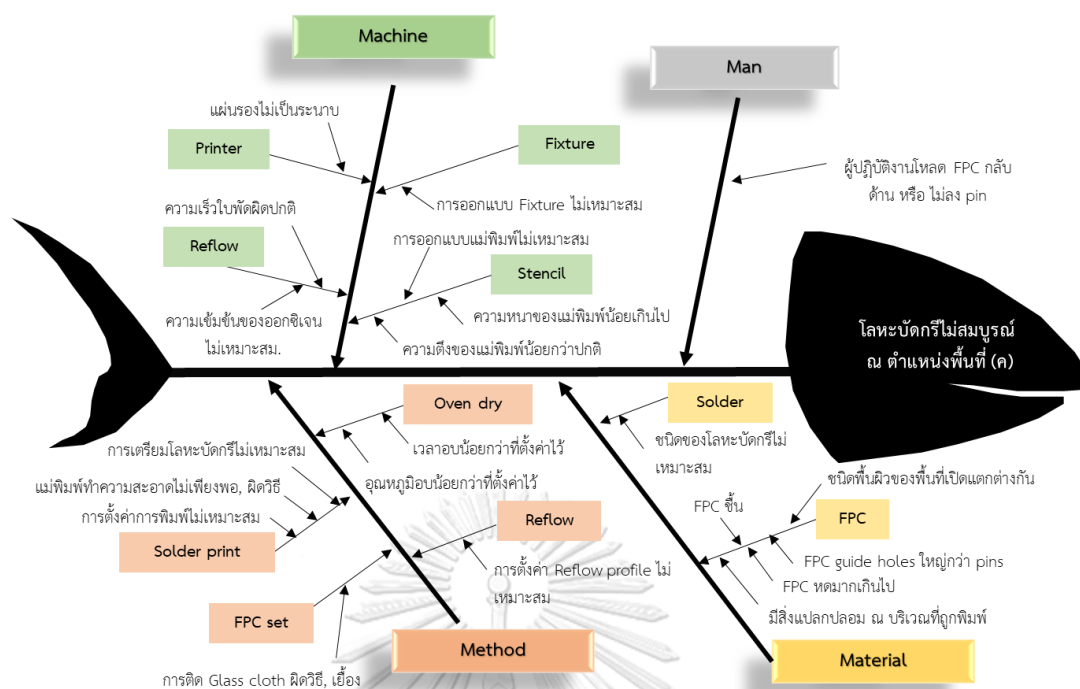 Machine
Man
แผ่นรองไม่เป็นระนาบ
Printer
Fixture
ผู้ปฏิบัติงานโหลด FPC กลับ
ด้าน หรือ ไม่ลง pin
การออกแบบ Fixture ไม่เหมาะสม
ความเร็วใบพัดผิดปกติ
การออกแบบแม่พิมพ์ไม่เหมาะสม
Reflow
Stencil
ความเข้มข้นของออกซิเจน
ไม่เหมาะสม.
ความหนาของแม่พิมพ์น้อยเกินไป
ความตึงของแม่พิมพ์น้อยกว่าปกติ
โลหะบัดกรีไม่สมบูรณ์
ณ ตำแหน่งพื้นที่ (ค)
Oven dry
Solder
เวลาอบน้อยกว่าที่ตั้งค่าไว้
ชนิดของโลหะบัดกรีไม่
เหมาะสม
การเตรียมโลหะบัดกรีไม่เหมาะสม
อุณหภูมิอบน้อยกว่าที่ตั้งค่าไว้
แม่พิมพ์ทำความสะอาดไม่เพียงพอ, ผิดวิธี
การตั้งค่าการพิมพ์ไม่เหมาะสม
Solder print
ชนิดพื้นผิวของพื้นที่เปิดแตกต่างกัน
FPC ชื้น
FPC
Reflow
FPC guide holes ใหญ่กว่า pins
การตั้งค่า Reflow profile ไม่
เหมาะสม
FPC หดมากเกินไป
มีสิ่งแปลกปลอม ณ บริเวณที่ถูกพิมพ์
FPC set
Method
Material
การติด Glass cloth ผิดวิธี, เยื้อง